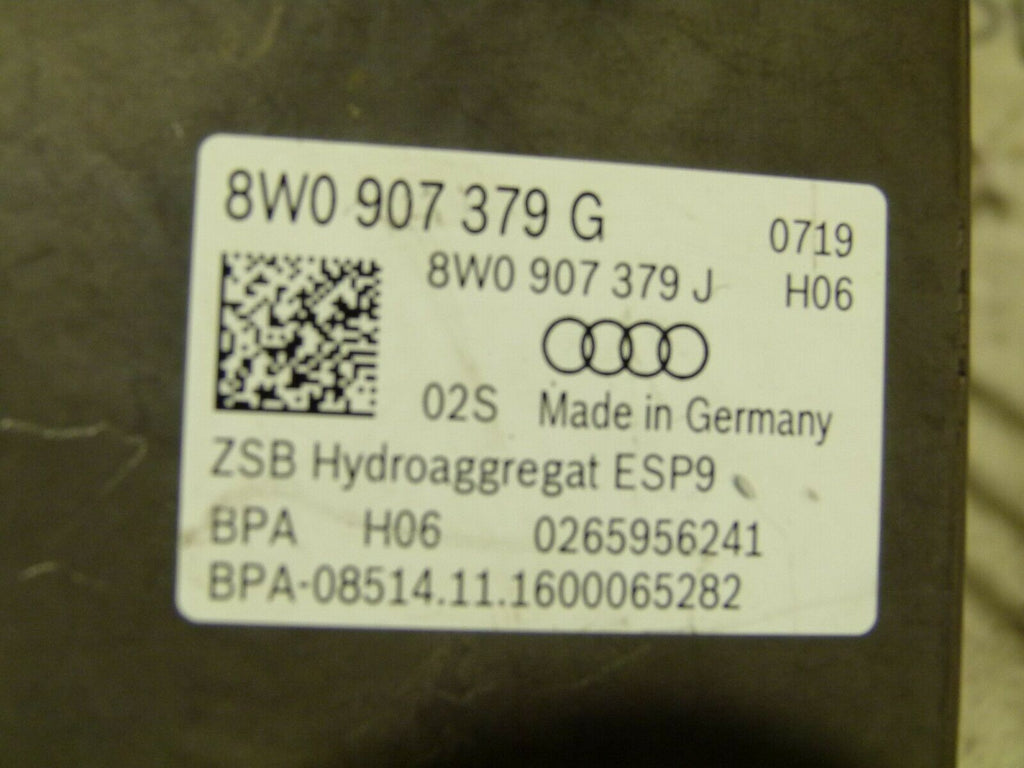 8W0 907 379 G
0719
8W0 907 379 J
H06
02S
Made in Germany
ZSB Hydroaggregat ESP9
BPA H06 0265956241
BPA-08514.11.1600065282